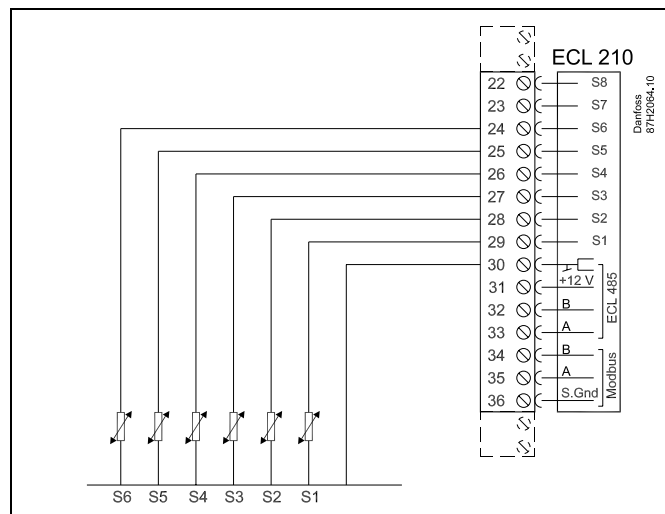 ECL 210
Danfoss
87H2064.10
22 S8
23 S7
24 S6
25 S5
26 S4
27 S3
28 S2
29 S1
30
31 +12 V
32 B
33 A
ECL 485
34 B
35 A
36 S.Gnd
Modbus
S6 S5 S4 S3 S2 S1